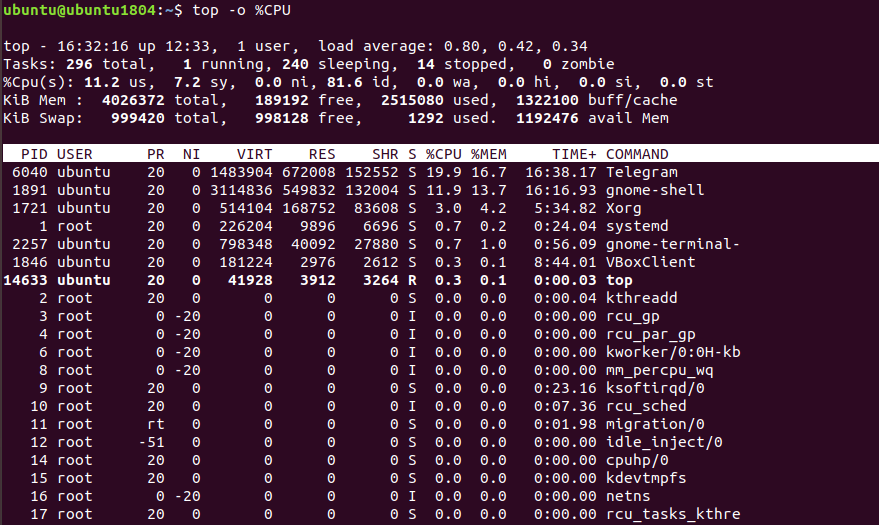 ubuntu@ubuntu1804:~$ top -o %CPU
top - 16:32:16 up 12:33,  1 user,  load average: 0.80, 0.42, 0.34
Tasks: 296 total,   1 running, 240 sleeping,  14 stopped,   0 zombie
%Cpu(s): 11.2 us,  7.2 sy,  0.0 ni, 81.6 id,  0.0 wa,  0.0 hi,  0.0 si,  0.0 st
KiB Mem :  4026372 total,   189192 free,  2515080 used,  1322100 buff/cache
KiB Swap:   999420 total,   998128 free,     1292 used.  1192476 avail Mem
  PID USER      PR  NI    VIRT    RES    SHR S %CPU %MEM     TIME+ COMMAND
 6040 ubuntu    20   0 1483904 672008 152552 S 19.9 16.7  16:38.17 Telegram
 1891 ubuntu    20   0 3114836 549832 132004 S 11.9 13.7  16:16.93 gnome-shell
 1721 ubuntu    20   0  514104 168752  83608 S  3.0  4.2   5:34.82 Xorg
    1 root      20   0  226204   9896   6696 S  0.7  0.2   0:24.04 systemd
 2257 ubuntu    20   0  798348  40092  27880 S  0.7  1.0   0:56.09 gnome-terminal-
 1846 ubuntu    20   0  181224   2976   2612 S  0.3  0.1   8:44.01 VBoxClient
14633 ubuntu    20   0   41928   3912   3264 R  0.3  0.1   0:00.03 top
    2 root      20   0       0      0      0 S  0.0  0.0   0:00.04 kthreadd
    3 root       0 -20       0      0      0 I  0.0  0.0   0:00.00 rcu_gp
    4 root       0 -20       0      0      0 I  0.0  0.0   0:00.00 rcu_par_gp
    6 root       0 -20       0      0      0 I  0.0  0.0   0:00.00 kworker/0:0H-kb
    8 root       0 -20       0      0      0 I  0.0  0.0   0:00.00 mm_percpu_wq
    9 root      20   0       0      0      0 S  0.0  0.0   0:23.16 ksoftirqd/0
   10 root      20   0       0      0      0 I  0.0  0.0   0:07.36 rcu_sched
   11 root      rt   0       0      0      0 S  0.0  0.0   0:01.98 migration/0
   12 root     -51   0       0      0      0 S  0.0  0.0   0:00.00 idle_inject/0
   14 root      20   0       0      0      0 S  0.0  0.0   0:00.00 cpuhp/0
   15 root      20   0       0      0      0 S  0.0  0.0   0:00.00 kdevtmpfs
   16 root       0 -20       0      0      0 I  0.0  0.0   0:00.00 netns
   17 root      20   0       0      0      0 S  0.0  0.0   0:00.00 rcu_tasks_kthre